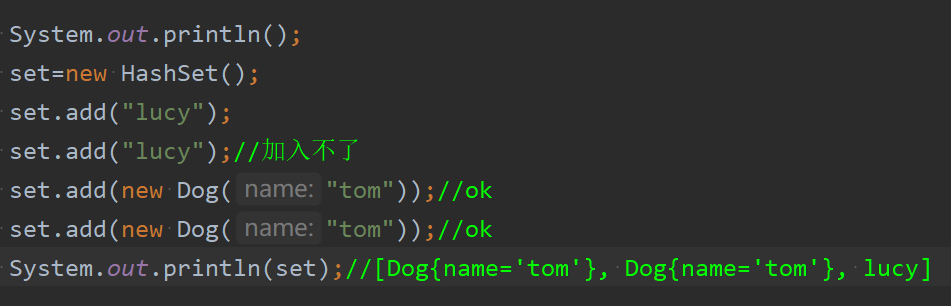 System.out.println();
set=new HashSet();
set.add("lucy");
set.add("lucy");//加入不了
set.add(new Dog( name: "tom"));//ok
set.add(new Dog( name: "tom"));//ok
System.out.println(set);//[Dog{name='tom'}, Dog{name='tom'}, lucy]